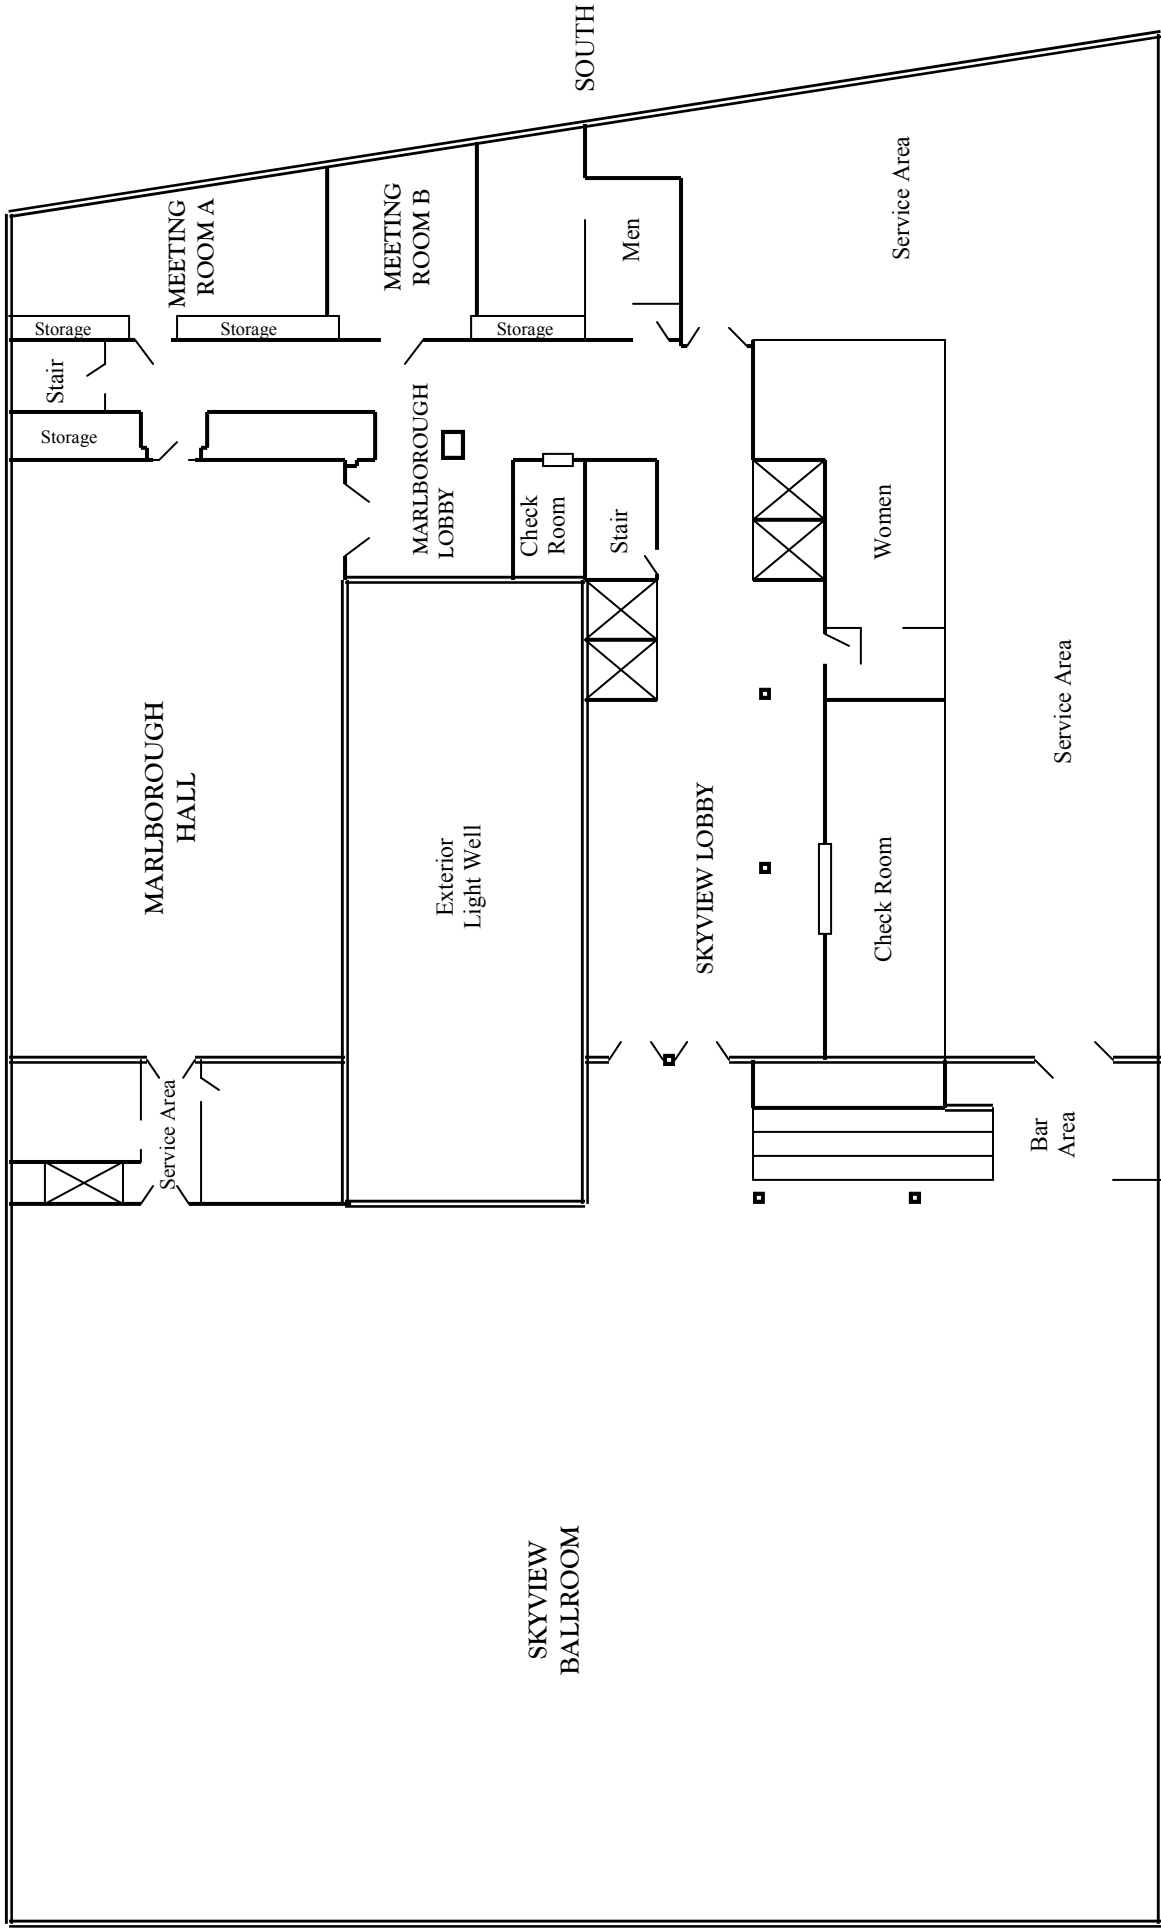 SOUTH
MEETING
ROOM A
MEETING
ROOM B
Men
Service Area
Storage
Storage
Storage
Stair
Storage
MARLBOROUGH
LOBBY
Check
Room
Stair
Women
MARLBOROUGH
HALL
Exterior
Light Well
SKYVIEW LOBBY
Check Room
Service Area
Service Area
Bar
Area
SKYVIEW
BALLROOM